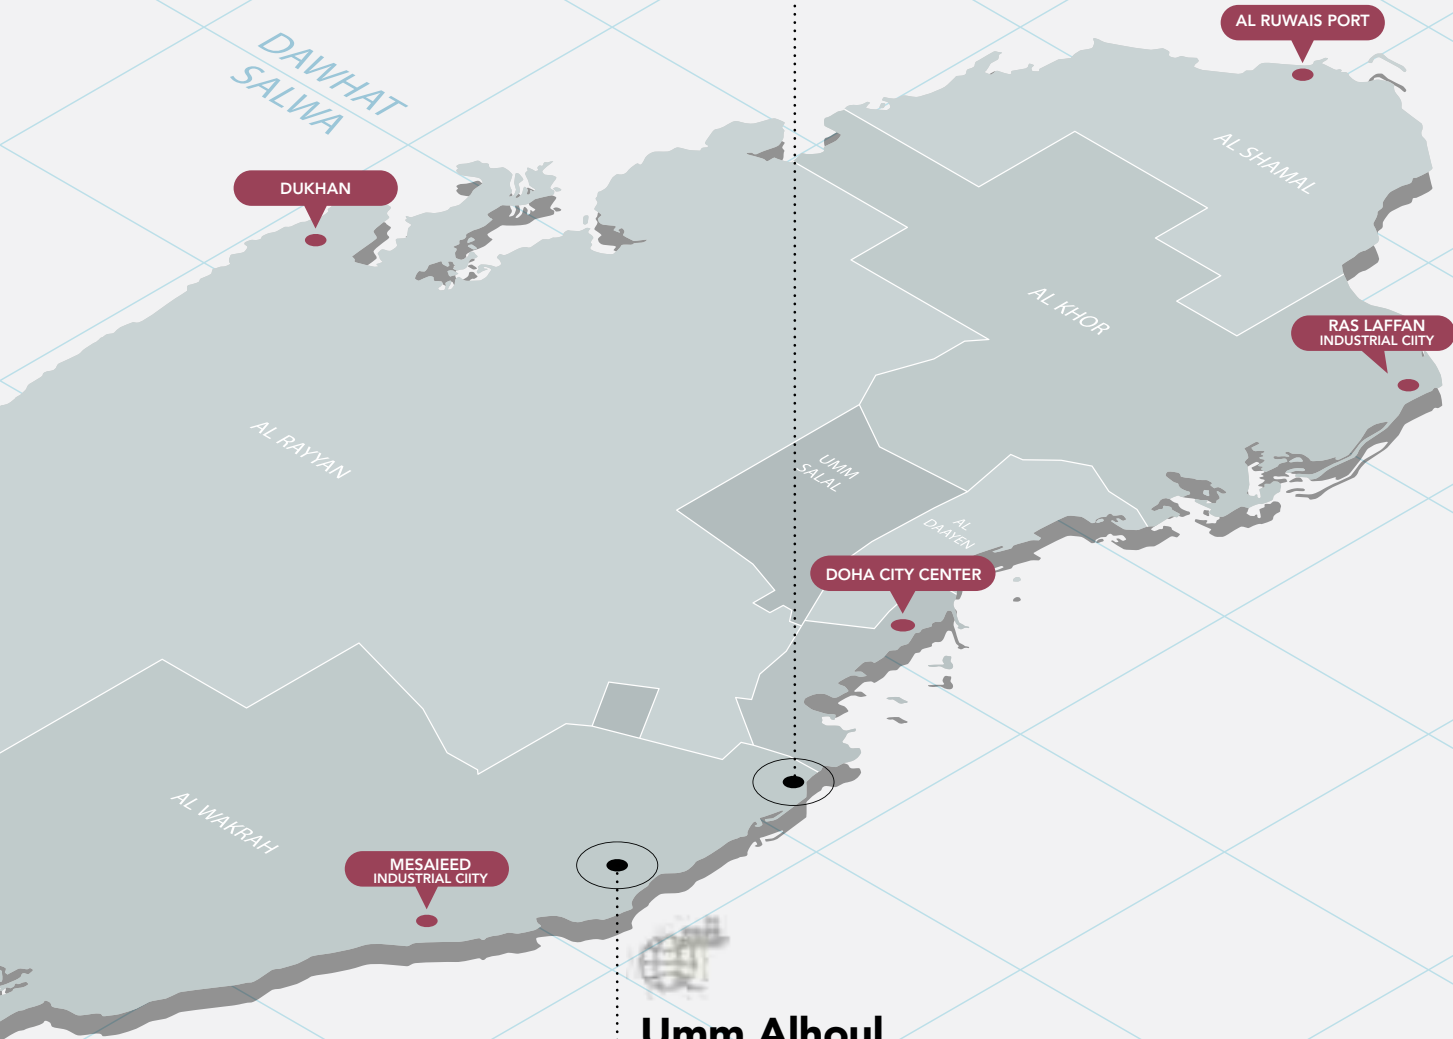 AL RUWAIS PORT
DAWHAT
SALWA
AL SHAMAL
DUKHAN
AL KHOR
RAS LAFFAN
INDUSTRIAL CIITY
AL RAYYAN
UMM
SALAL
AL
DAAYEN
DOHA CITY CENTER
AL WAKRAH
MESAIEED
INDUSTRIAL CIITY
Umm Alhoul